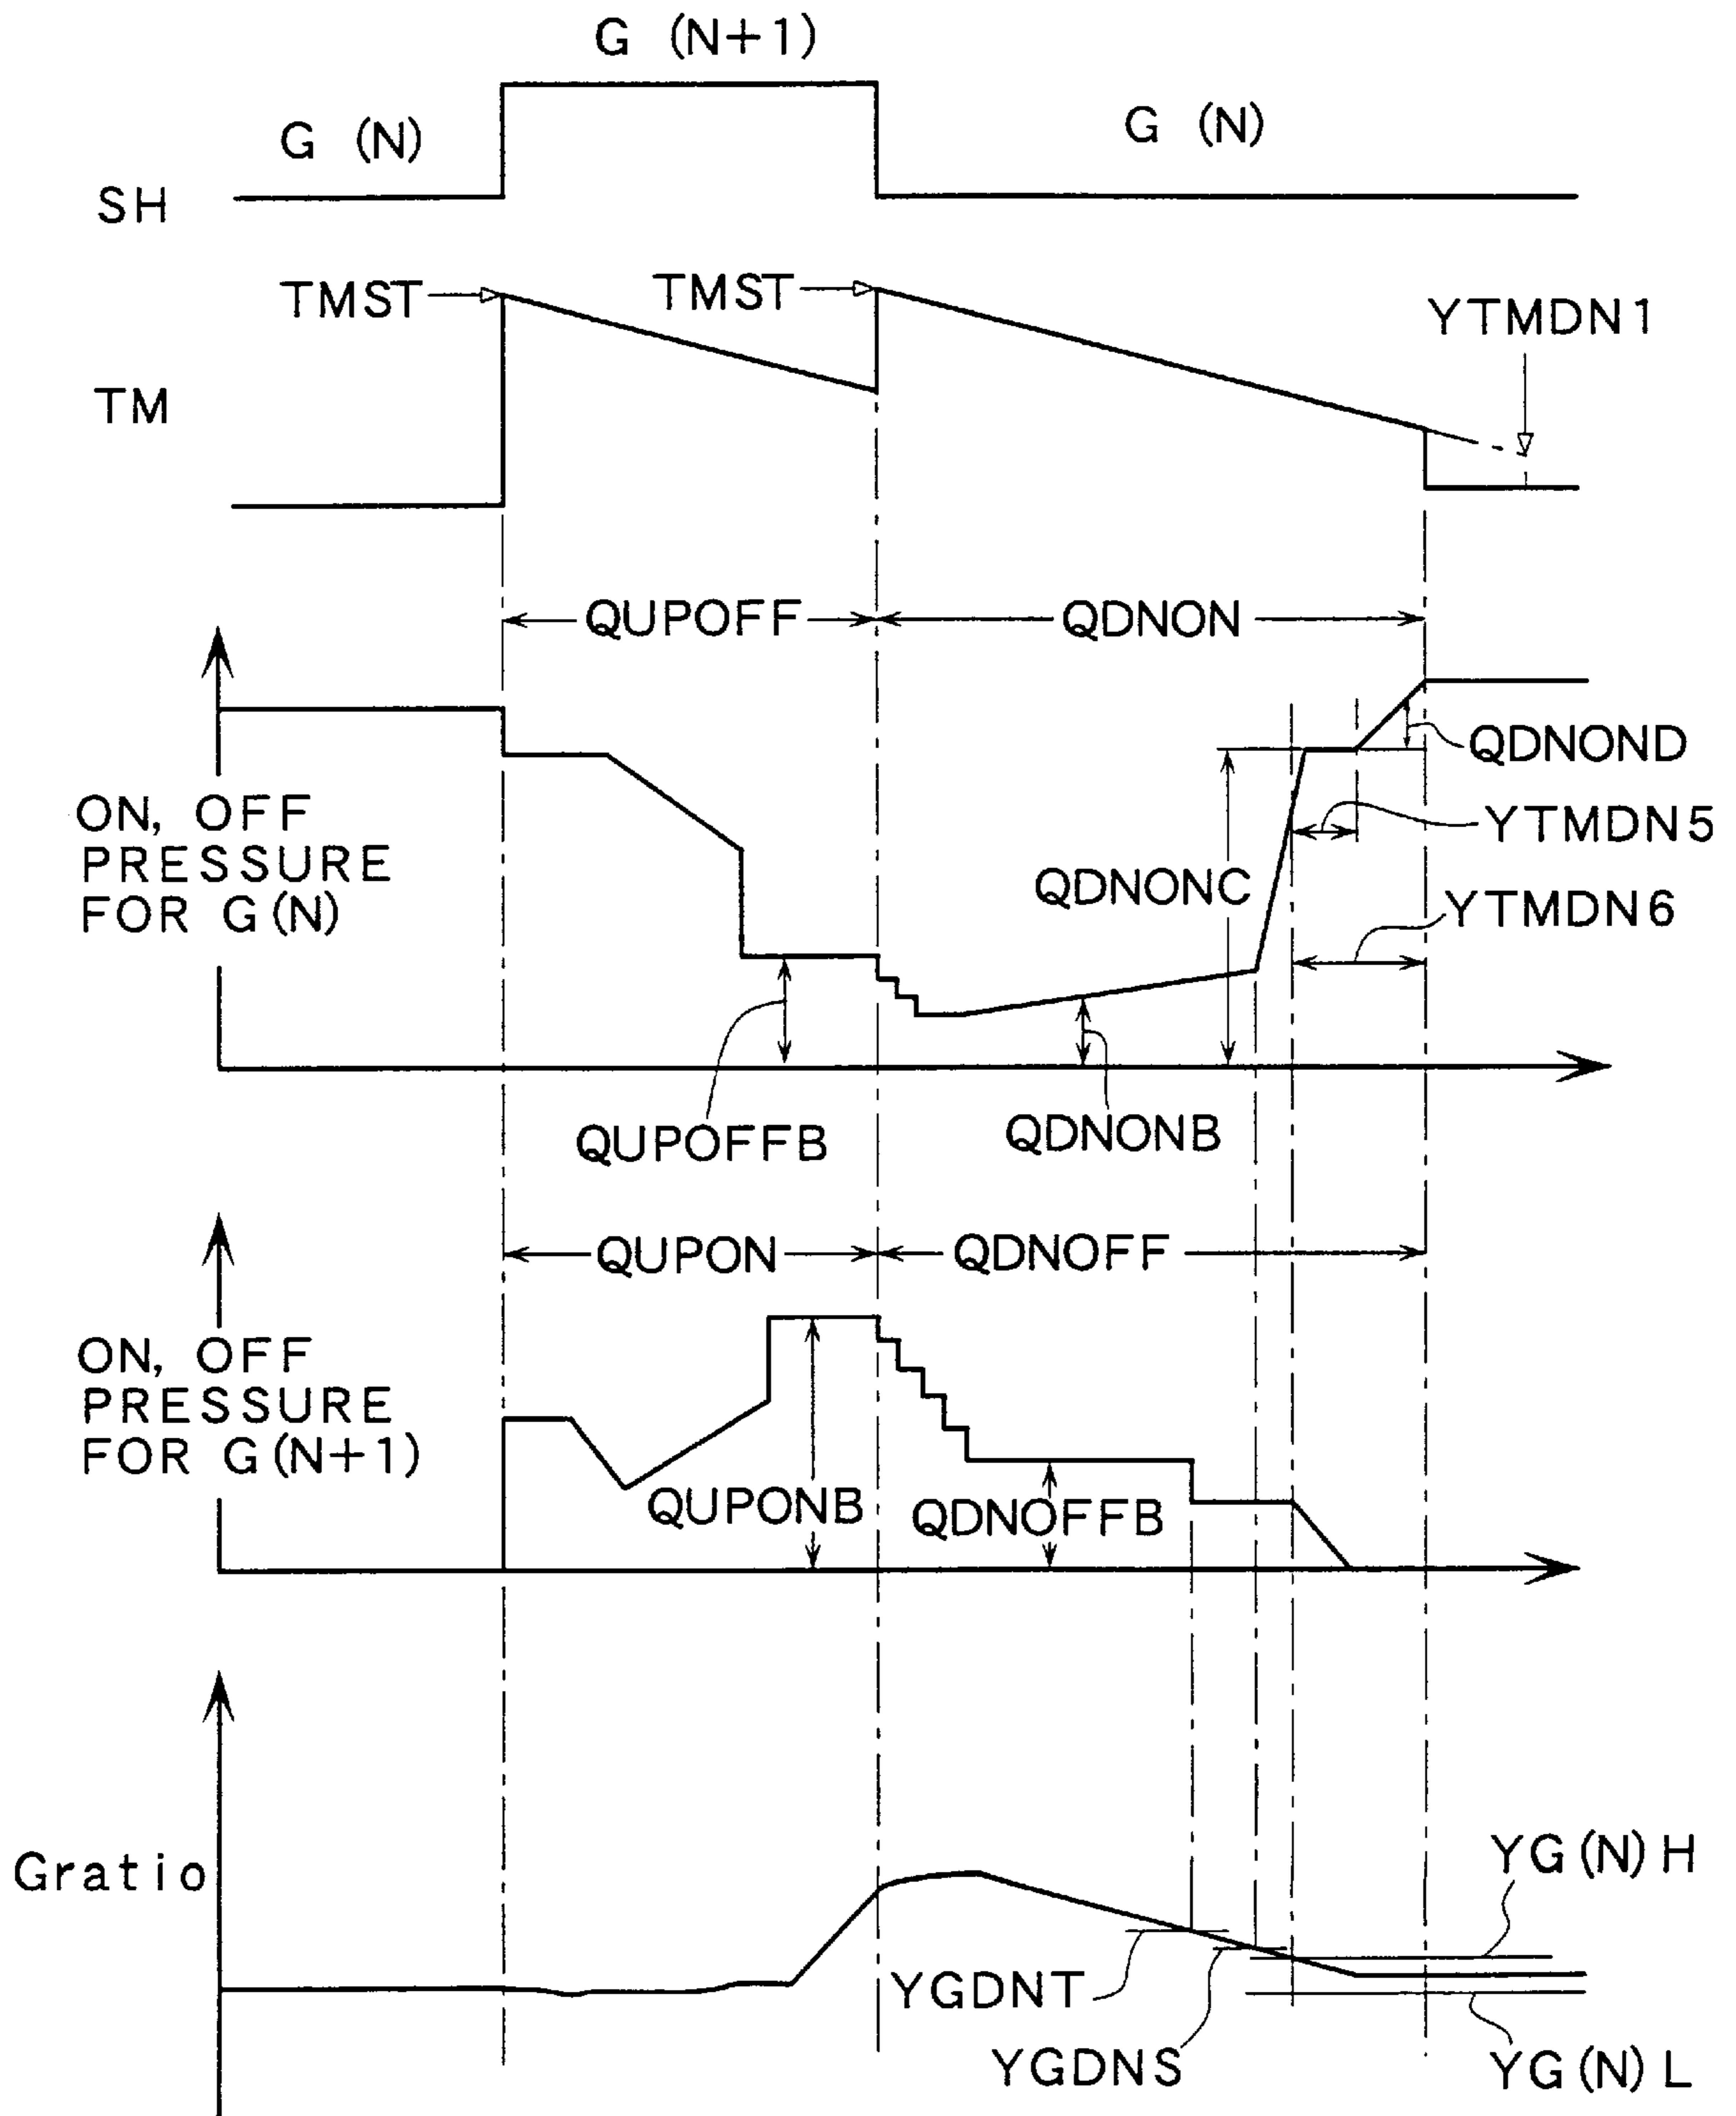 G (N+1)
G (N)
G (N)
SH
TMST
TMST
YTMDN1
TM
QUPOFF
QDNON
QDNOND
ON, OFF
PRESSURE
FOR G(N)
YTMDN5
QDNONC
YTMDN6
QUPOFFB
QDNONB
QUPON
QDNOFF
ON, OFF
PRESSURE
FOR G(N+1)
QUPONB
QDNOFFB
Gratio
YG(N)H
YGDNT
YGDNS
YG(N)L